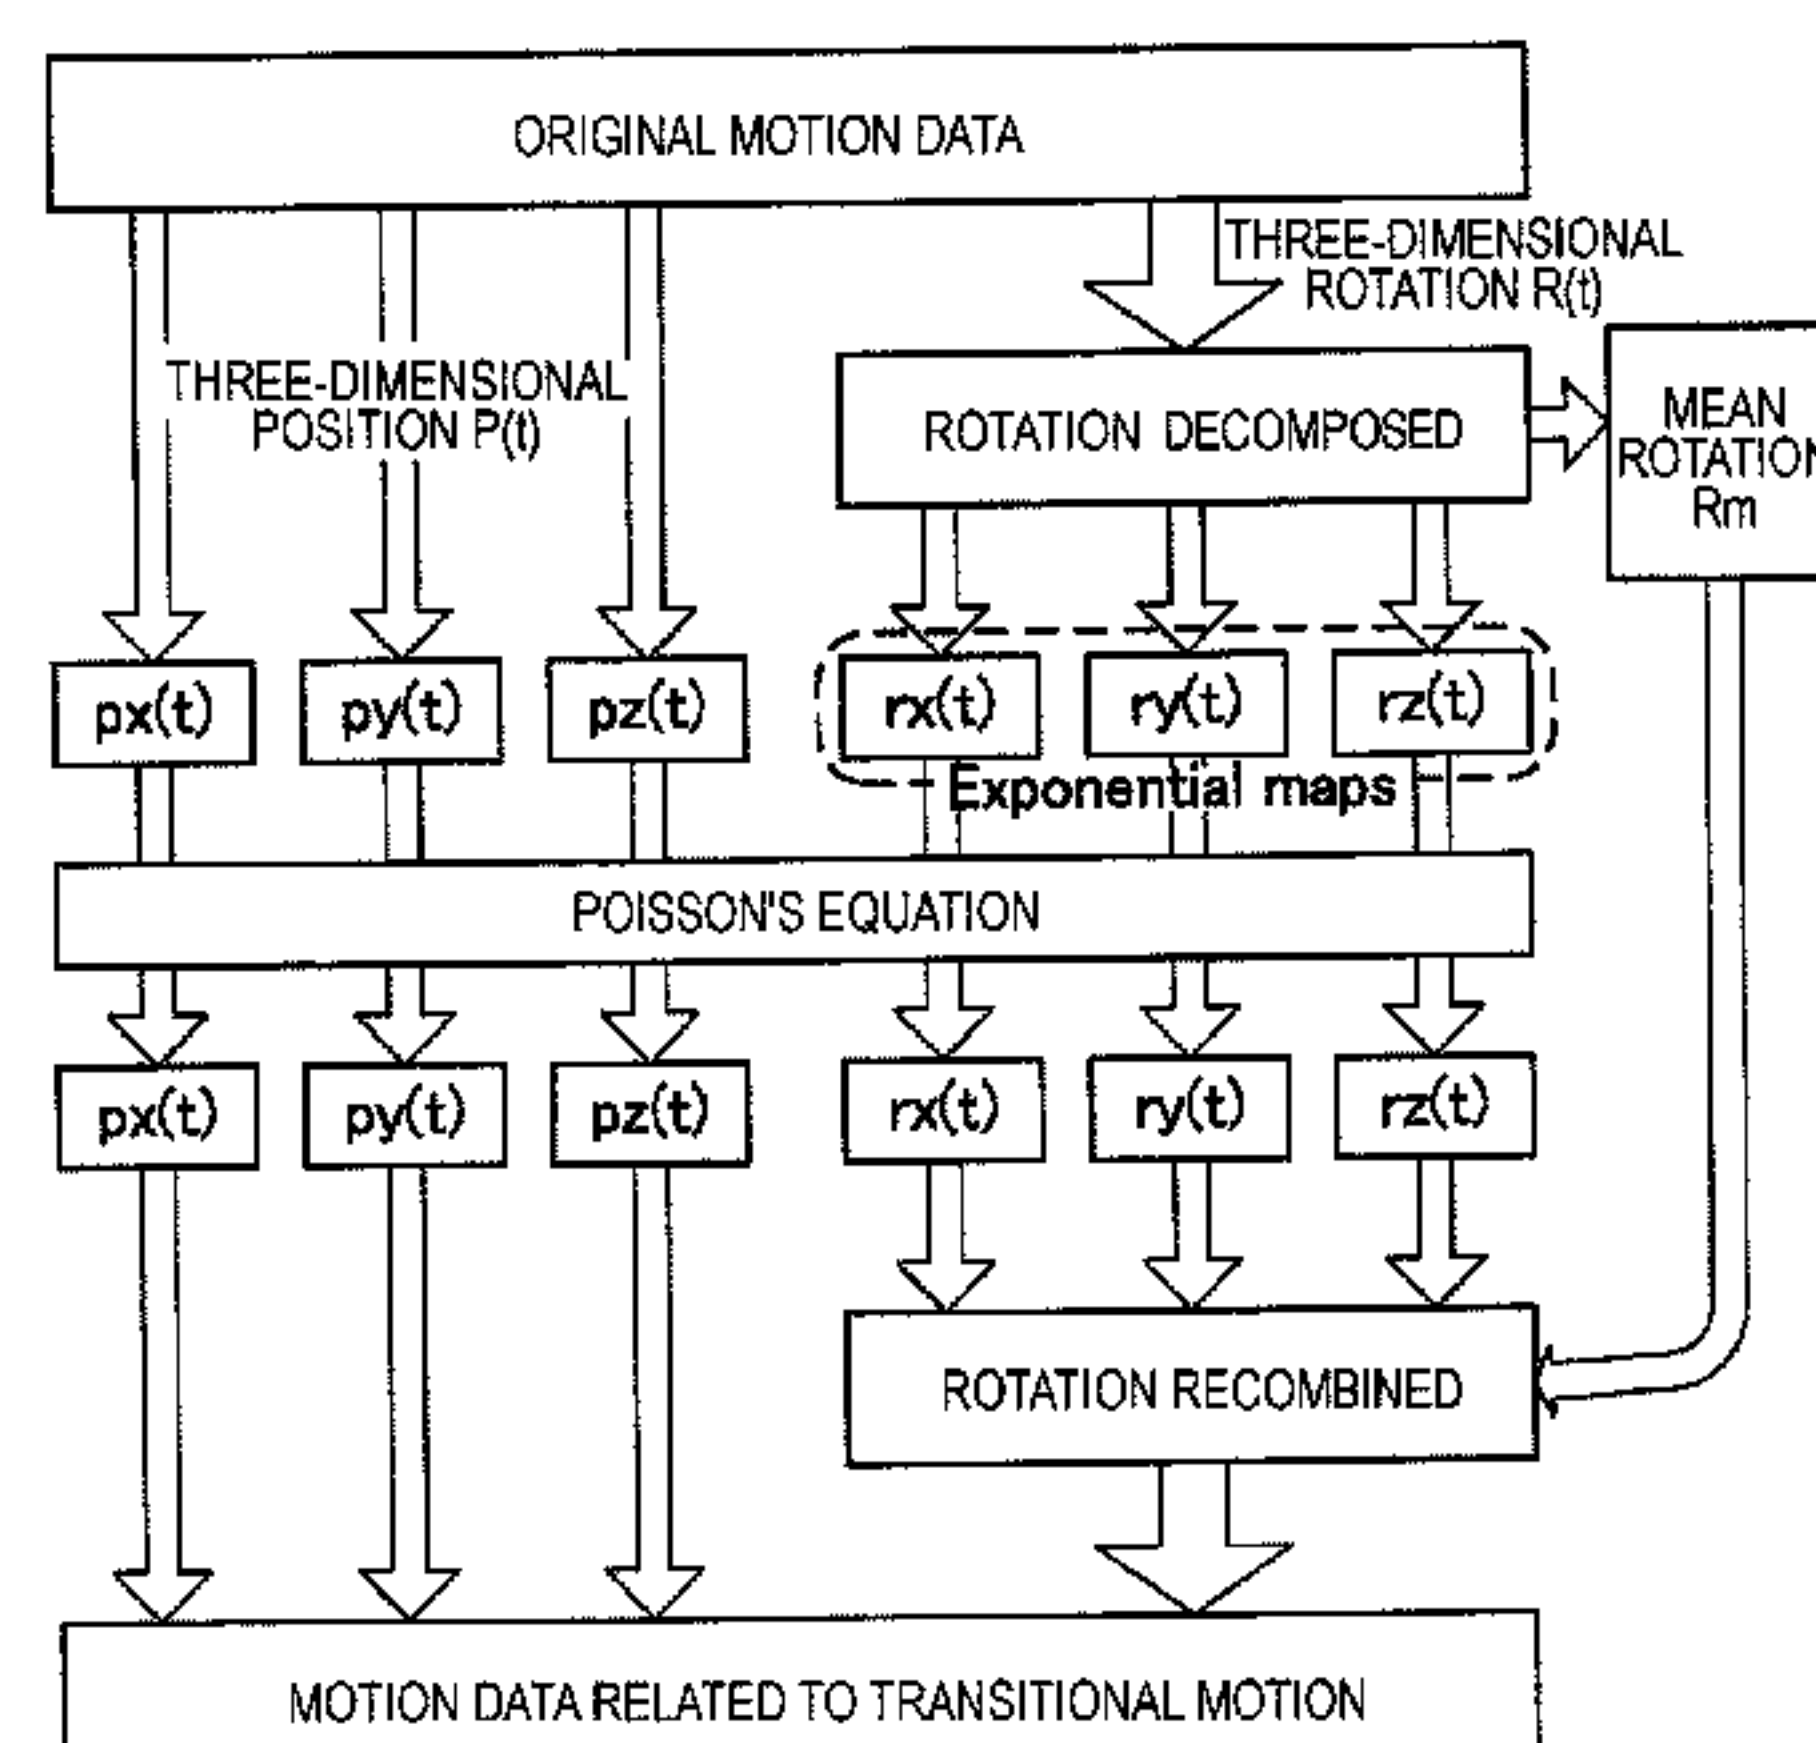 ORIGINAL MOTION DATA
THREE-DIMENSIONAL
ROTATION R(t)
THREE-DIMENSIONAL
POSITION P(t)
ROTATION DECOMPOSED
MEAN
ROTATION
Rm
px(t) py(t) pz(t) rx(t) ry(t) rz(t)
Exponential maps
POISSON'S EQUATION
px(t) py(t) pz(t) rx(t) ry(t) rz(t)
ROTATION RECOMBINED
MOTION DATA RELATED TO TRANSITIONAL MOTION